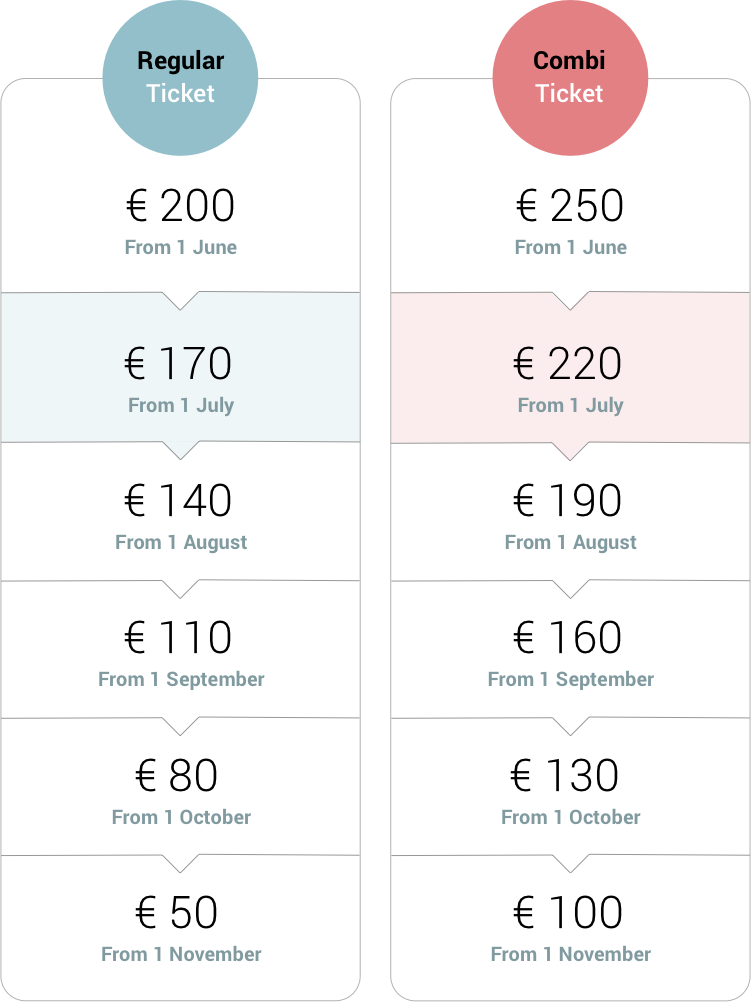 Regular
Ticket
€ 200
From 1 June
€ 170
From 1 July
€ 140
From 1 August
€ 110
From 1 September
€ 80
From 1 October
€ 50
From 1 November
Combi
Ticket
€ 250
From 1 June
€ 220
From 1 July
€ 190
From 1 August
€ 160
From 1 September
€ 130
From 1 October
€ 100
From 1 November